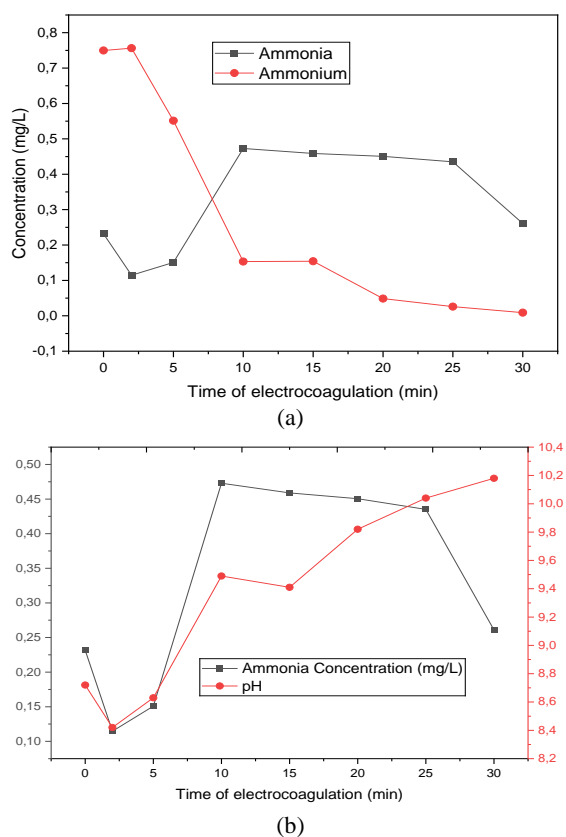 0,8
0,7
0,6
0,5
0,4
0,3
0,2
0,1
0,0
-0,1
Concentration (mg/L)
Ammonia
Ammonium
0 5 10 15 20 25 30
Time of electrocoagulation (min)
(a)
0,50
0,45
0,40
0,35
0,30
0,25
0,20
0,15
0,10
10,4
10,2
10,0
9,8
9,6
9,4
9,2
9,0
8,8
8,6
8,4
8,2
Ammonia Concentration (mg/L)
pH
0 5 10 15 20 25 30
Time of electrocoagulation (min)
(b)